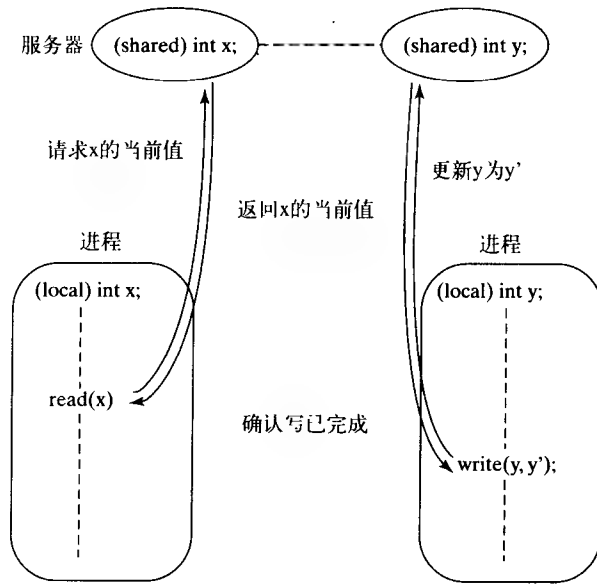 服务器
(shared) int x;
(shared) int y;
请求x的当前值
更新y为y’
返回x的当前值
进程
进程
(local) int x;
(local) int y;
read(x)
确认写已完成
write(y, y’);